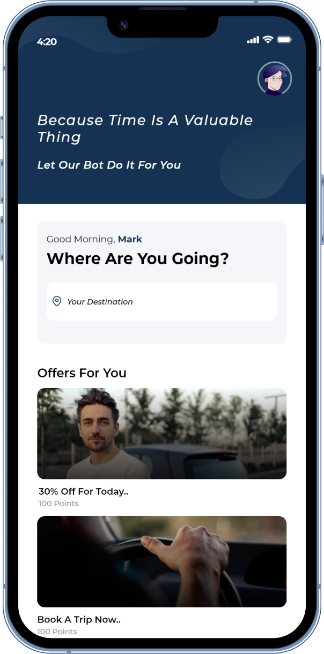 4:20
Because Time Is A Valuable
Thing
Let Our Bot Do It For You
Good Morning, Mark
Where Are You Going?
Your Destination
Offers For You
30% Off For Today..
100 Points
Book A Trip Now..
100 Points